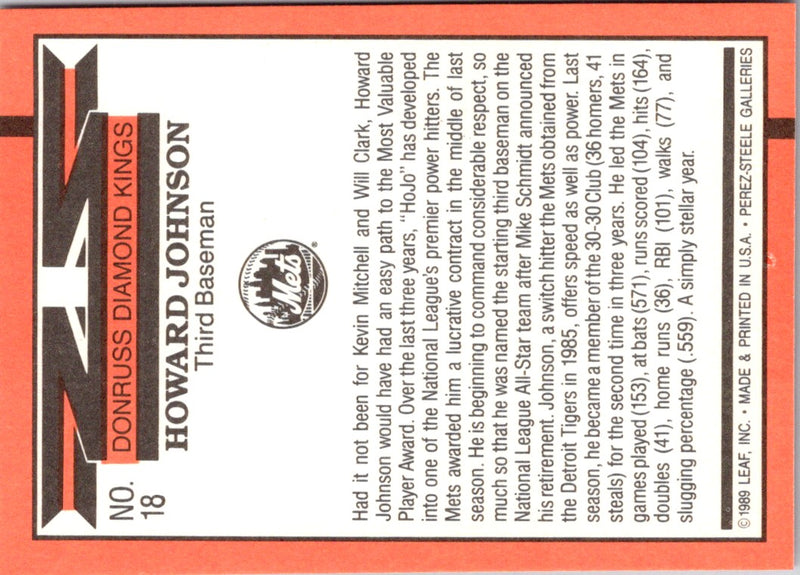 DONRUSS DIAMOND KINGS
NO.
18
HOWARD JOHNSON
Third Baseman
Mets
®
Had it not been for Kevin Mitchell and Will Clark, Howard
Johnson would have had an easy path to the Most Valuable
Player Award. Over the last three years, "HoJo" has developed
into one of the National League's premier power hitters. The
Mets awarded him a lucrative contract in the middle of last
season. He is beginning to command considerable respect, so
much so that he was named the starting third baseman on the
National League All-Star team after Mike Schmidt announced
his retirement. Johnson, a switch hitter the Mets obtained from
the Detroit Tigers in 1985, offers speed as well as power. Last
season, he became a member of the 30-30 Club (36 homers, 41
steals) for the second time in three years. He led the Mets in
games played (153), at bats (571), runs scored (104), hits (164),
doubles (41), home runs (36), RBI (101), walks (77), and
slugging percentage (.559). A simply stellar year.
© 1989 LEAF, INC. • MADE & PRINTED IN U.S.A. • PEREZ-STEELE GALLERIES